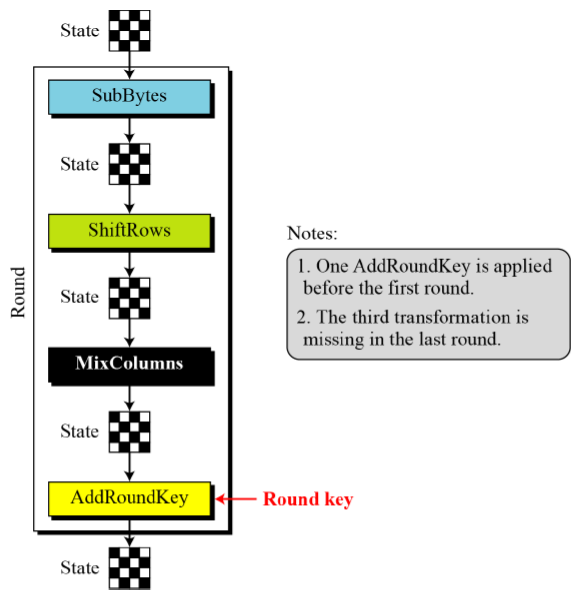 State
SubBytes
State
ShiftRows
State
MixColumns
State
AddRoundKey
Round key
State
Round
Notes:
1. One AddRoundKey is applied
before the first round.
2. The third transformation is
missing in the last round.